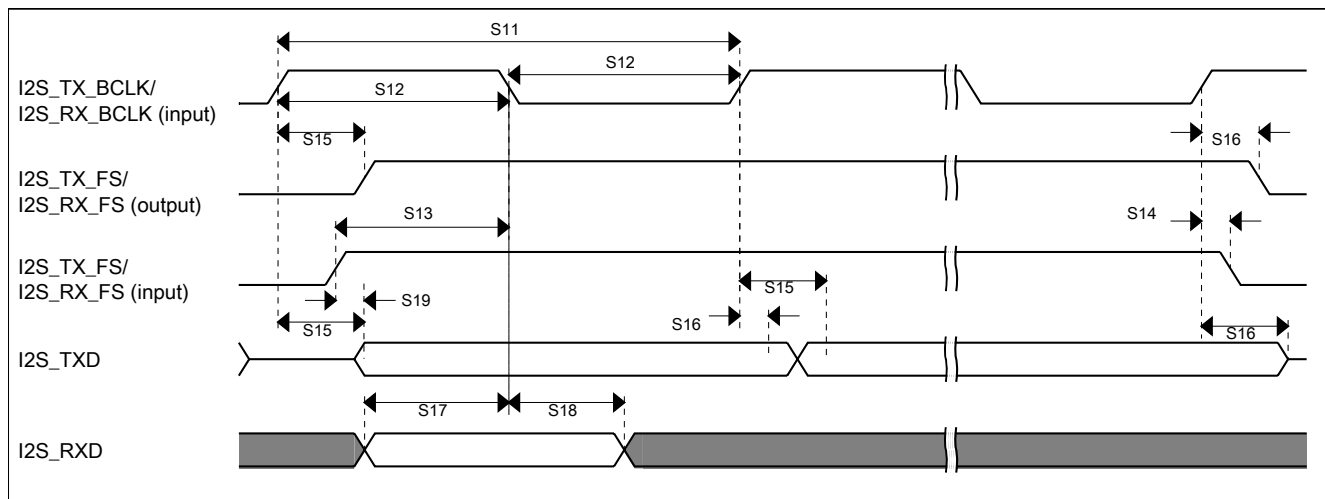 S11
I2S_TX_BCLK/
I2S_RX_BCLK (input)
S12
S12
S15
S16
I2S_TX_FS/
I2S_RX_FS (output)
S13
S14
I2S_TX_FS/
I2S_RX_FS (input)
S19
S15
S15
S16
S16
I2S_TXD
S17
S18
I2S_RXD